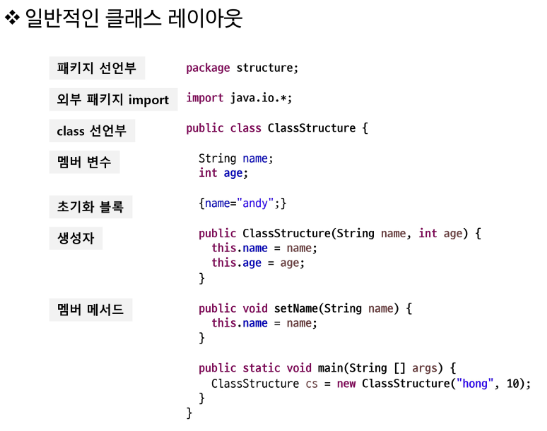 ❖ 일반적인 클래스 레이아웃
패키지 선언부 package structure;
외부 패키지 import import java.io.*;
class 선언부 public class ClassStructure {
멤버 변수 String name;
int age;
초기화 블록 {name="andy";}
생성자 public ClassStructure(String name, int age) {
this.name = name;
this.age = age;
}
멤버 메서드 public void setName(String name) {
this.name = name;
}
public static void main(String [] args) {
ClassStructure cs = new ClassStructure("hong", 10);
}
}